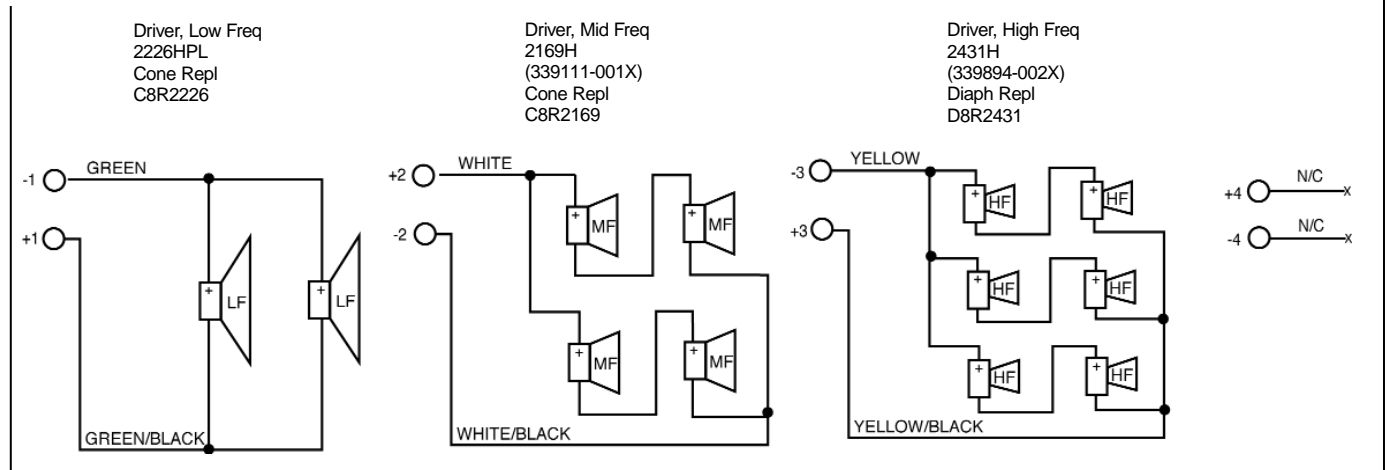 Driver, Low Freq
2226HPL
Cone Repl
C8R2226
Driver, Mid Freq
2169H
(339111-001X)
Cone Repl
C8R2169
Driver, High Freq
2431H
(339894-002X)
Diaph Repl
D8R2431
-1
GREEN
+1
+
LF
+
LF
GREEN/BLACK
+2
WHITE
-2
+
MF
+
MF
+
MF
+
MF
WHITE/BLACK
-3
YELLOW
+3
+
HF
+
HF
+
HF
+
HF
+
HF
+
HF
YELLOW/BLACK
+4
N/C
x
-4
N/C
x